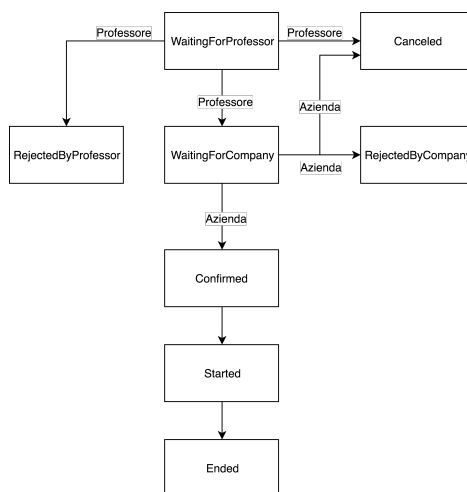 Professore
WaitingForProfessor
Professore
Canceled
Professore
Azienda
RejectedByProfessor
WaitingForCompany
Azienda
RejectedByCompany
Azienda
Confirmed
Started
Ended